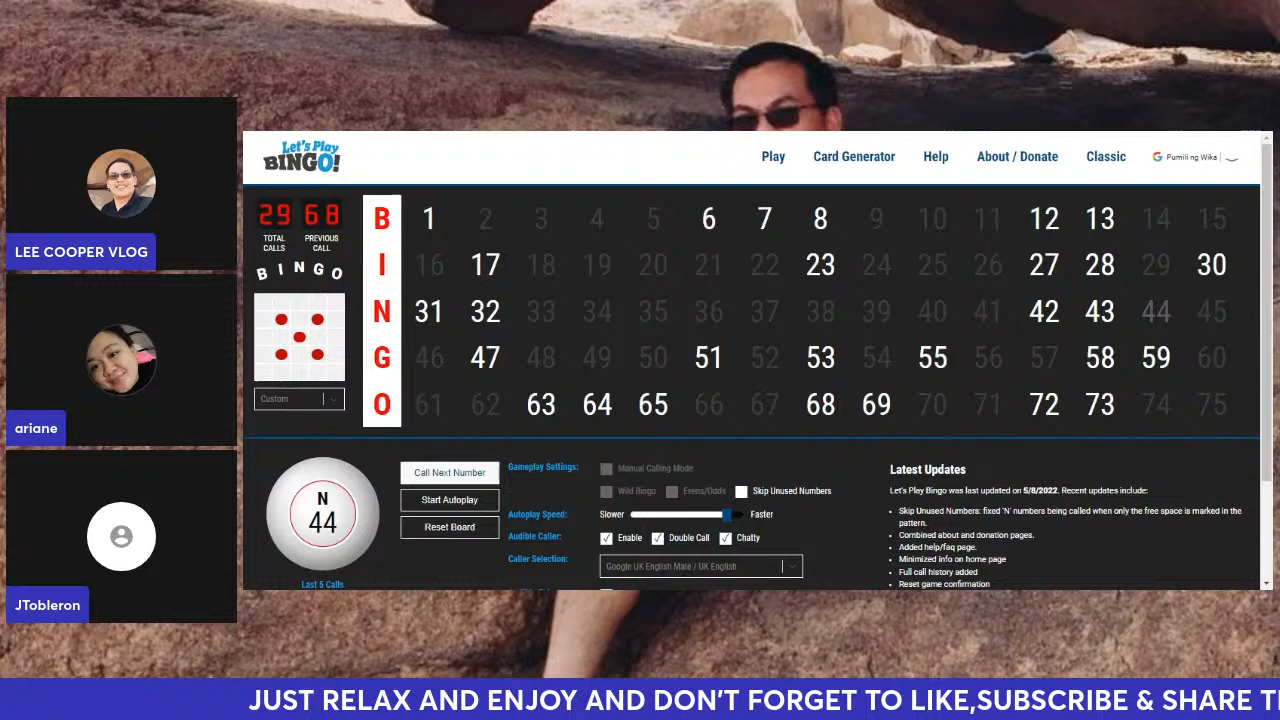 LEE COOPER VLOG
ariane
JTobleron
Let's Play
BINGO!
Play Card Generator Help About / Donate Classic G Pumili ng Wika
29 68
TOTAL CALLS PREVIOUS CALL
B I N G O
Custom
B 1 2 3 4 5 6 7 8 9 10 11 12 13 14 15
I 16 17 18 19 20 21 22 23 24 25 26 27 28 29 30
N 31 32 33 34 35 36 37 38 39 40 41 42 43 44 45
G 46 47 48 49 50 51 52 53 54 55 56 57 58 59 60
O 61 62 63 64 65 66 67 68 69 70 71 72 73 74 75
N
44
Last 5 Calls
Call Next Number
Start Autoplay
Reset Board
Gameplay Settings: Manual Calling Mode
Wild Bingo Evens/Odds Skip Unused Numbers
Autoplay Speed: Slower Faster
Audible Caller: Enable Double Call Chatty
Caller Selection: Google UK English Male / UK English
Latest Updates
Let's Play Bingo was last updated on 5/8/2022. Recent updates include:
Skip Unused Numbers: fixed 'N' numbers being called when only the free space is marked in the
pattern.
Combined about and donation pages.
Added help/faq page.
Minimized info on home page
Full call history added
Reset game confirmation
JUST RELAX AND ENJOY AND DON'T FORGET TO LIKE,SUBSCRIBE & SHARE